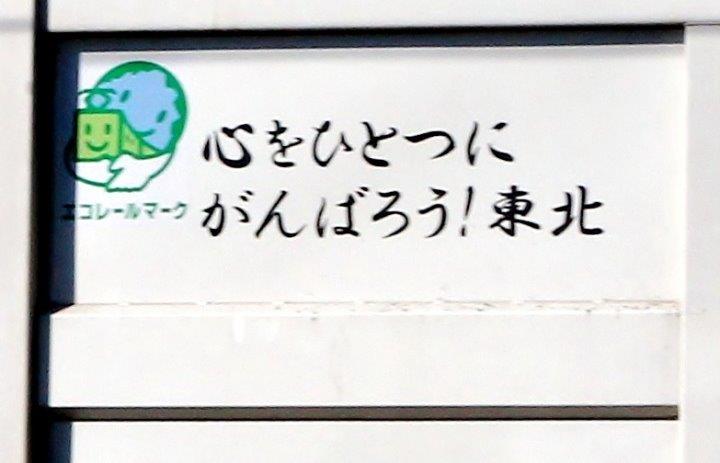 心をひとつに
がんばろう!東北
エコレールマーク